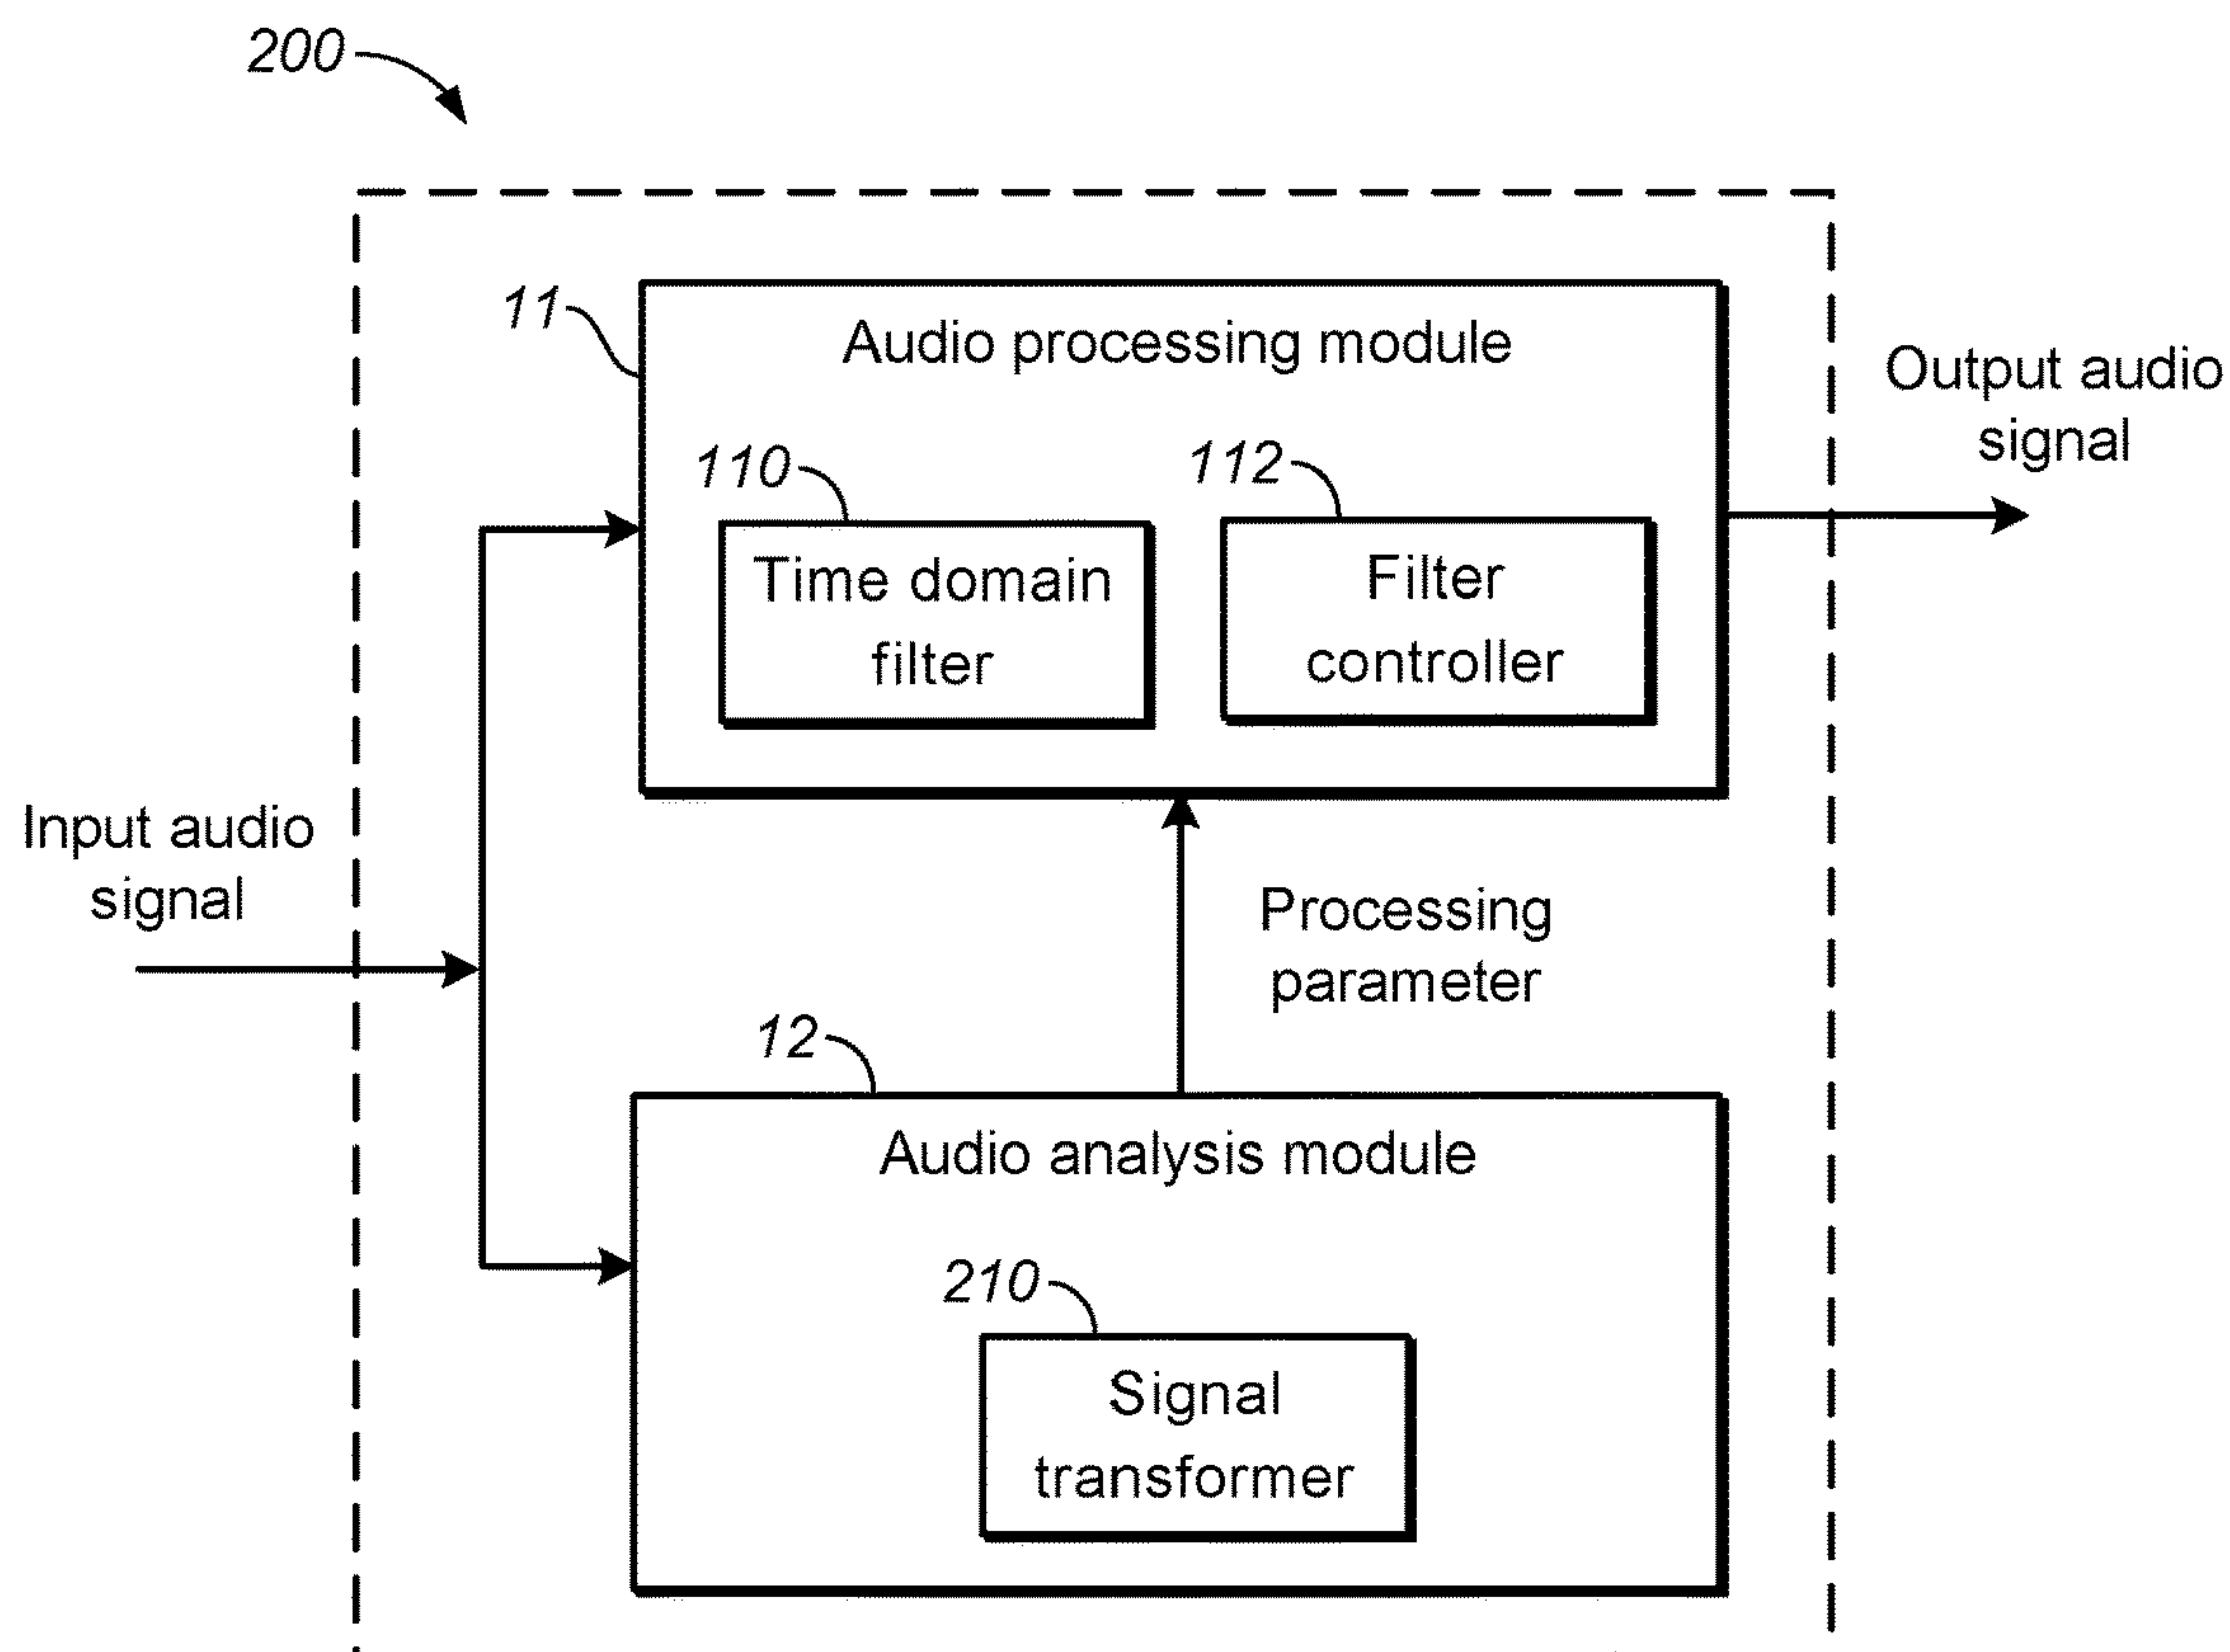 200
11
Audio processing module
Output audio
signal
110
112
Time domain
filter
Filter
controller
Input audio
signal
Processing
parameter
12
Audio analysis module
210
Signal
transformer